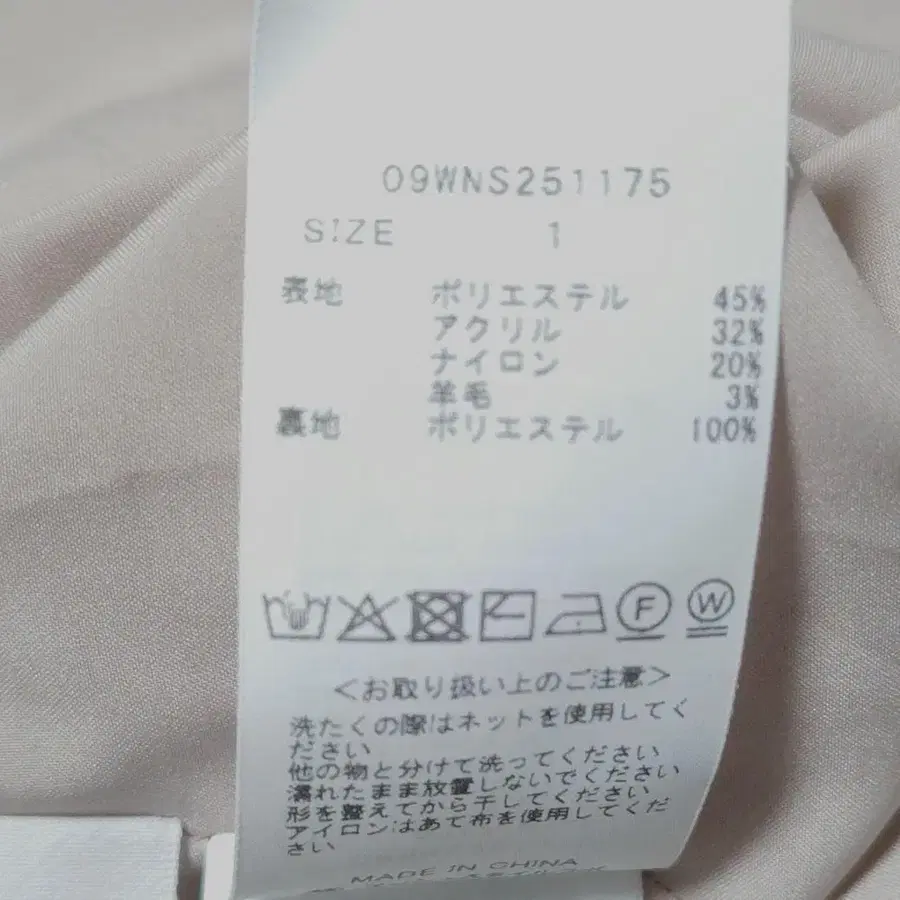 09WNS251175
SIZE 1
表地 ポリエステル 45%
アクリル 32%
ナイロン 20%
羊毛 3%
裏地 ポリエステル 100%
F W
＜お取り扱い上のご注意＞
洗たくの際はネットを使用してく
ださい
他の物と分けて洗ってください
濡れたまま放置しないでください
形を整えてから干してください
アイロンはあて布を使用してくだ
さい
MADE IN CHINA